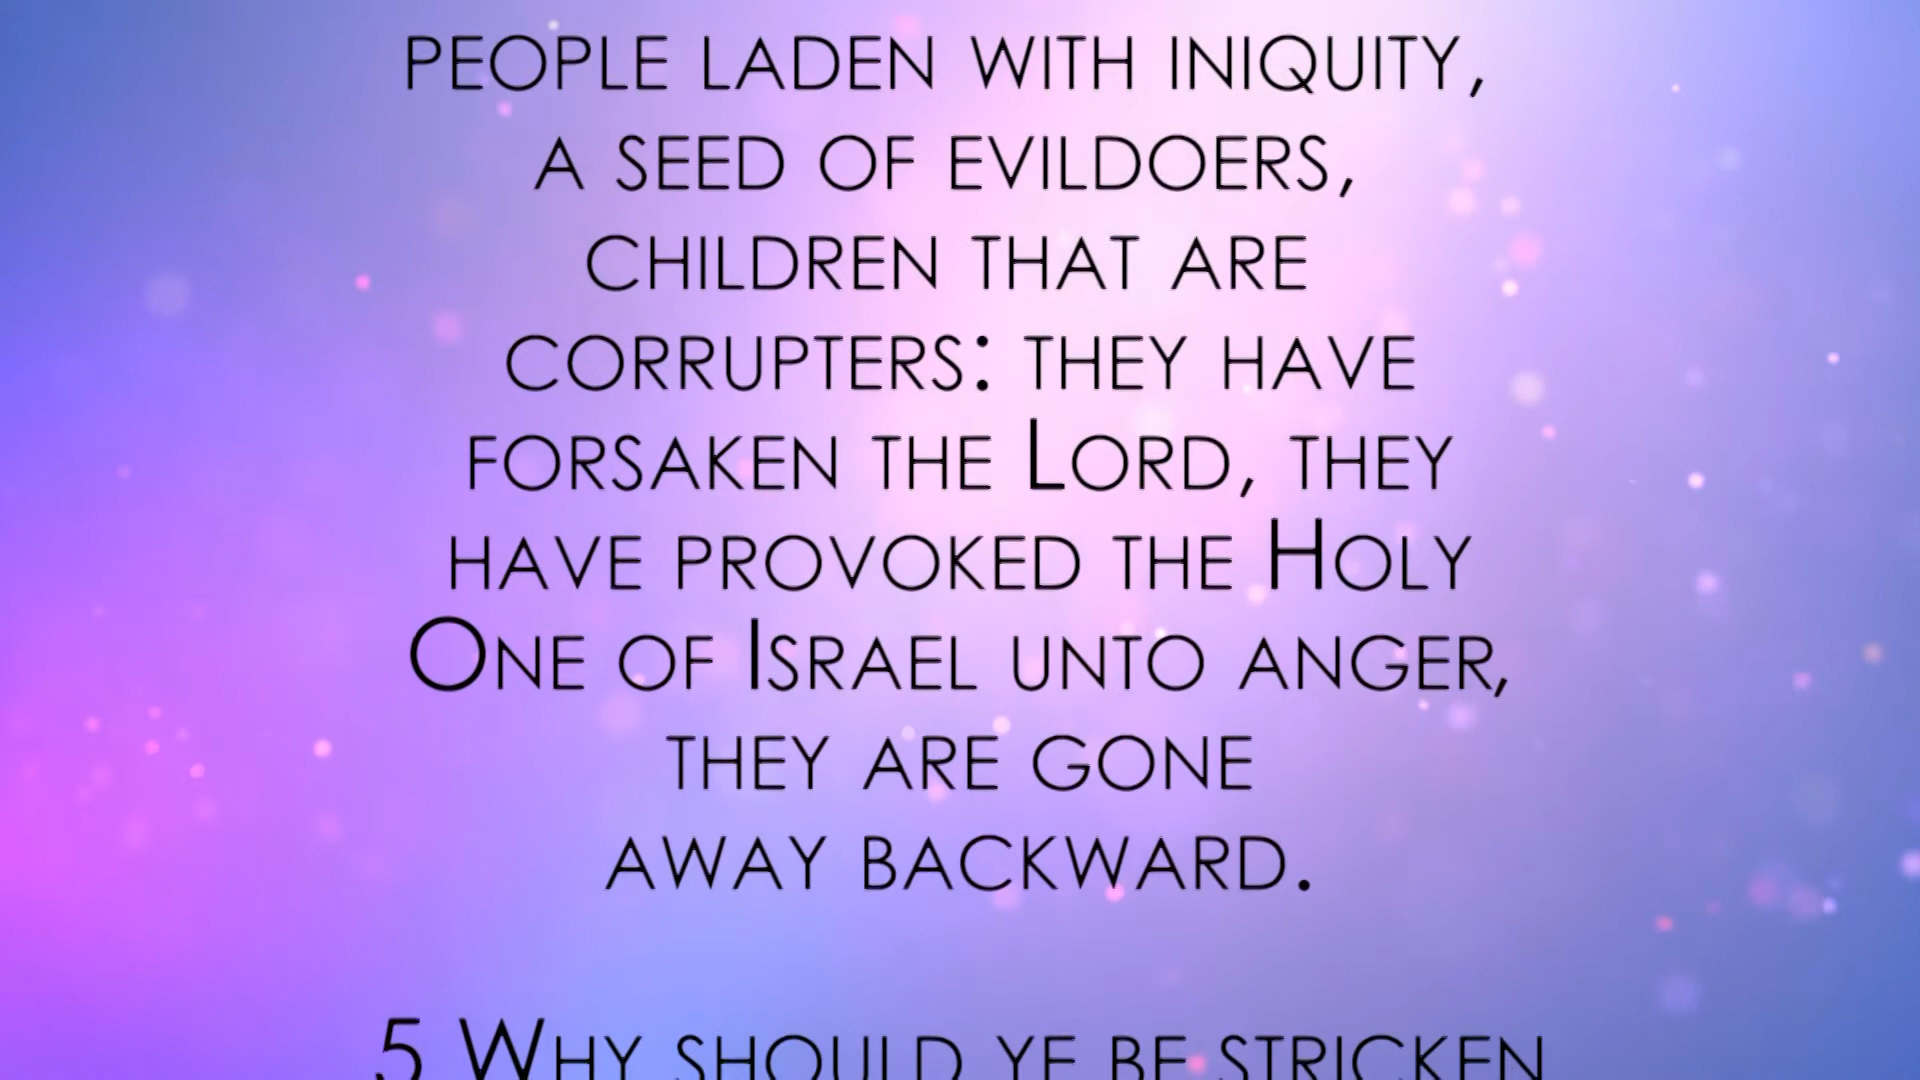 PEOPLE LADEN WITH INIQUITY,
A SEED OF EVILDOERS,
CHILDREN THAT ARE
CORRUPTERS: THEY HAVE
FORSAKEN THE LORD, THEY
HAVE PROVOKED THE HOLY
ONE OF ISRAEL UNTO ANGER,
THEY ARE GONE
AWAY BACKWARD.
5 WHY SHOULD YE BE STRICKEN